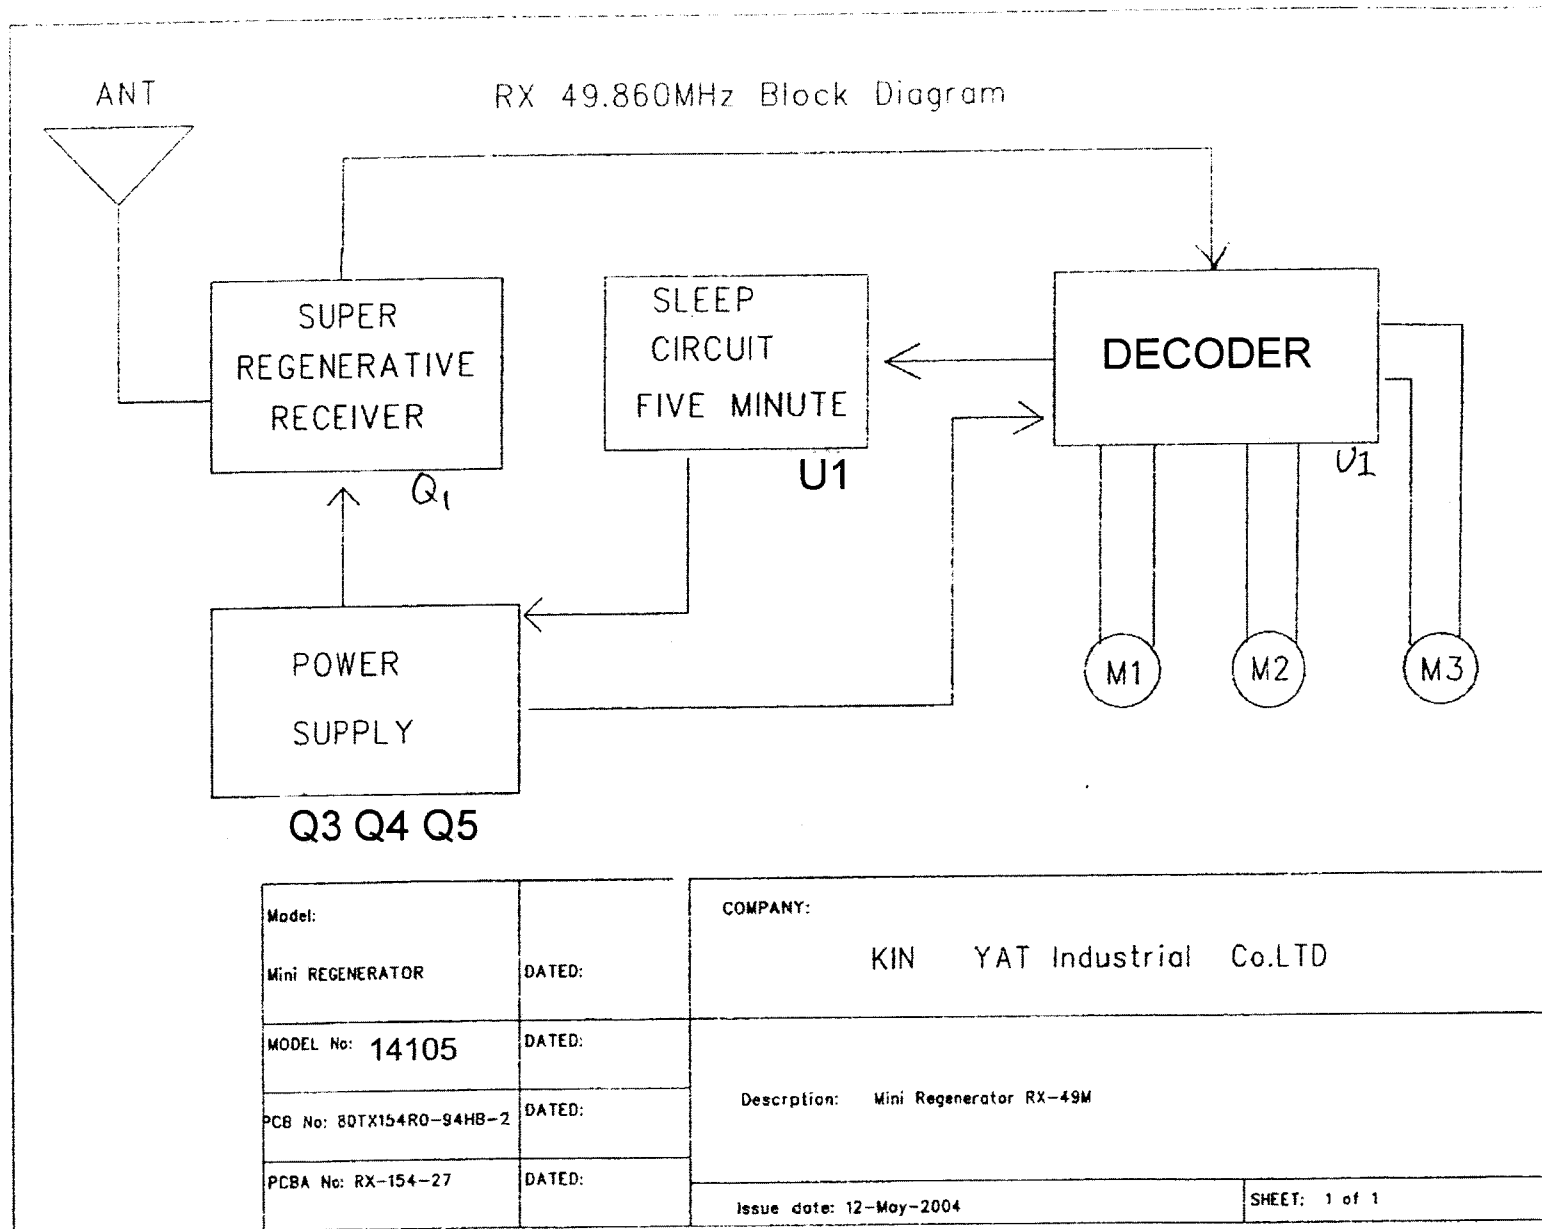 ANT
RX 49.860MHz Block Diagram
SUPER
REGENERATIVE
RECEIVER
Q1
SLEEP
CIRCUIT
FIVE MINUTE
U1
DECODER
U1
POWER
SUPPLY
Q3 Q4 Q5
M1
M2
M3
Model:
Mini REGENERATOR
DATED:
MODEL No: 14105
DATED:
PCB No: 80TX154R0-94HB-2
DATED:
PCBA No: RX-154-27
DATED:
COMPANY:
KIN YAT Industrial Co.LTD
Descrption: Mini Regenerator RX-49M
Issue date: 12-May-2004
SHEET: 1 of 1